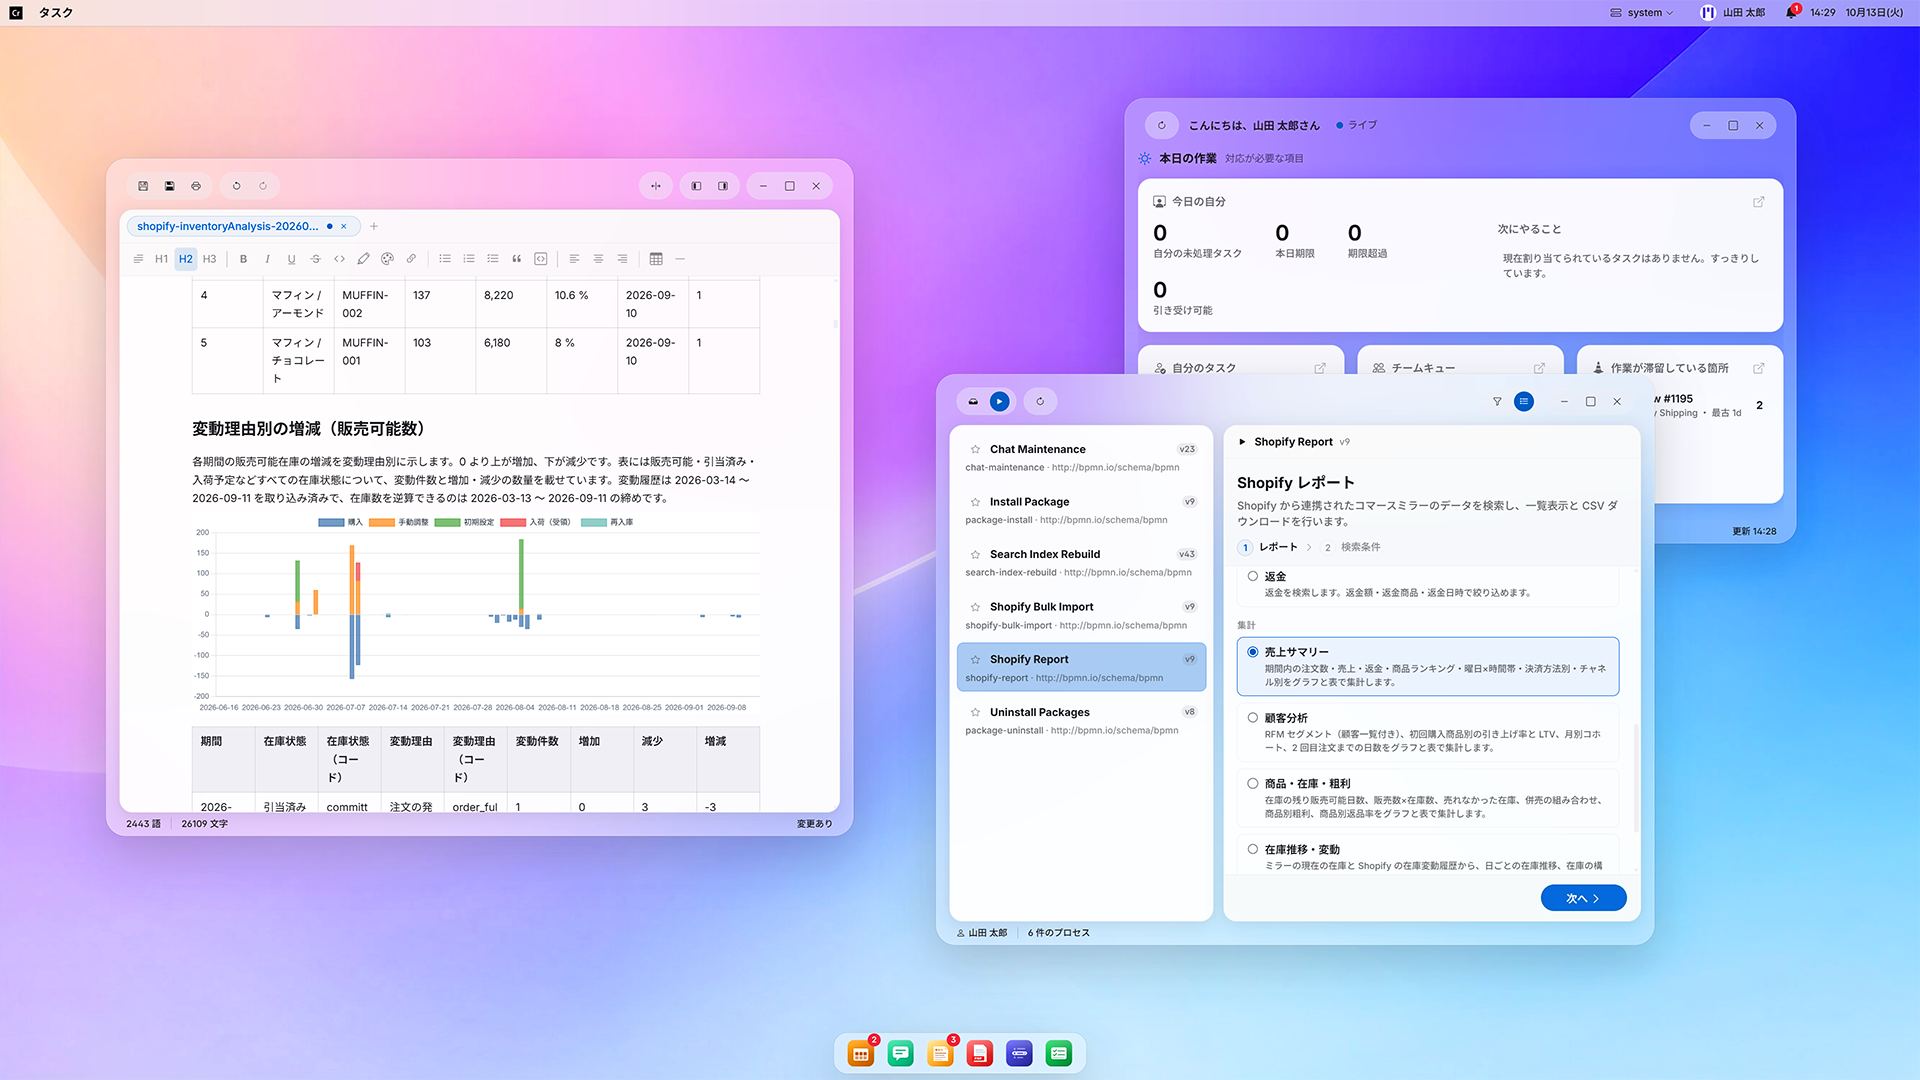 Cr タスク
system 山田 太郎 1 14:29 10月13日(火)
shopify-inventoryAnalysis-20260...
H1 H2 H3 B I U S
4 マフィン / アーモンド MUFFIN-002 137 8,220 10.6 % 2026-09-10 1
5 マフィン / チョコレート MUFFIN-001 103 6,180 8 % 2026-09-10 1
変動理由別の増減（販売可能数）
各期間の販売可能在庫の増減を変動理由別に示します。0 より上が増加、下が減少です。表には販売可能・引当済み・
入荷予定などすべての在庫状態について、変動件数と増加・減少の数量を載せています。変動履歴は 2026-03-14 〜
2026-09-11 を取り込み済みで、在庫数を逆算できるのは 2026-03-13 〜 2026-09-11 の締めです。
購入 手動調整 初期設定 入荷（受領） 再入庫
200
150
100
50
0
-50
-100
-150
-200
2026-06-16 2026-06-23 2026-06-30 2026-07-07 2026-07-14 2026-07-21 2026-07-28 2026-08-04 2026-08-11 2026-08-18 2026-08-25 2026-09-01 2026-09-08
期間 在庫状態 在庫状態（コード） 変動理由 変動理由（コード） 変動件数 増加 減少 増減
2026- 引当済み committ 注文の発 order_ful 1 0 3 -3
2443 語 26109 文字 変更あり
こんにちは、山田 太郎さん ライブ
本日の作業 対応が必要な項目
今日の自分
0 自分の未処理タスク
0 本日期限
0 期限超過
0 引き受け可能
次にやること
現在割り当てられているタスクはありません。すっきりし
ています。
自分のタスク チームキュー 作業が滞留している箇所
w #1195 2
y Shipping ・ 最古 1d
更新 14:28
Chat Maintenance v23
chat-maintenance · http://bpmn.io/schema/bpmn
Install Package v9
package-install · http://bpmn.io/schema/bpmn
Search Index Rebuild v43
search-index-rebuild · http://bpmn.io/schema/bpmn
Shopify Bulk Import v9
shopify-bulk-import · http://bpmn.io/schema/bpmn
Shopify Report v9
shopify-report · http://bpmn.io/schema/bpmn
Uninstall Packages v8
package-uninstall · http://bpmn.io/schema/bpmn
山田 太郎 6 件のプロセス
Shopify Report v9
Shopify レポート
Shopify から連携されたコマースミラーのデータを検索し、一覧表示と CSV ダ
ウンロードを行います。
1 レポート 2 検索条件
返金
返金を検索します。返金額・返金商品・返金日時で絞り込めます。
集計
売上サマリー
期間内の注文数・売上・返金・商品ランキング・曜日×時間帯・決済方法別・チャネ
ル別をグラフと表で集計します。
顧客分析
RFM セグメント（顧客一覧付き）、初回購入商品別の引き上げ率と LTV、月別コホ
ート、2 回目注文までの日数をグラフと表で集計します。
商品・在庫・粗利
在庫の残り販売可能日数、販売数×在庫数、売れなかった在庫、併売の組み合わせ、
商品別粗利、商品別返品率をグラフと表で集計します。
在庫推移・変動
ミラーの現在の在庫と Shopify の在庫変動履歴から、日ごとの在庫推移、在庫の構
次へ
2 3